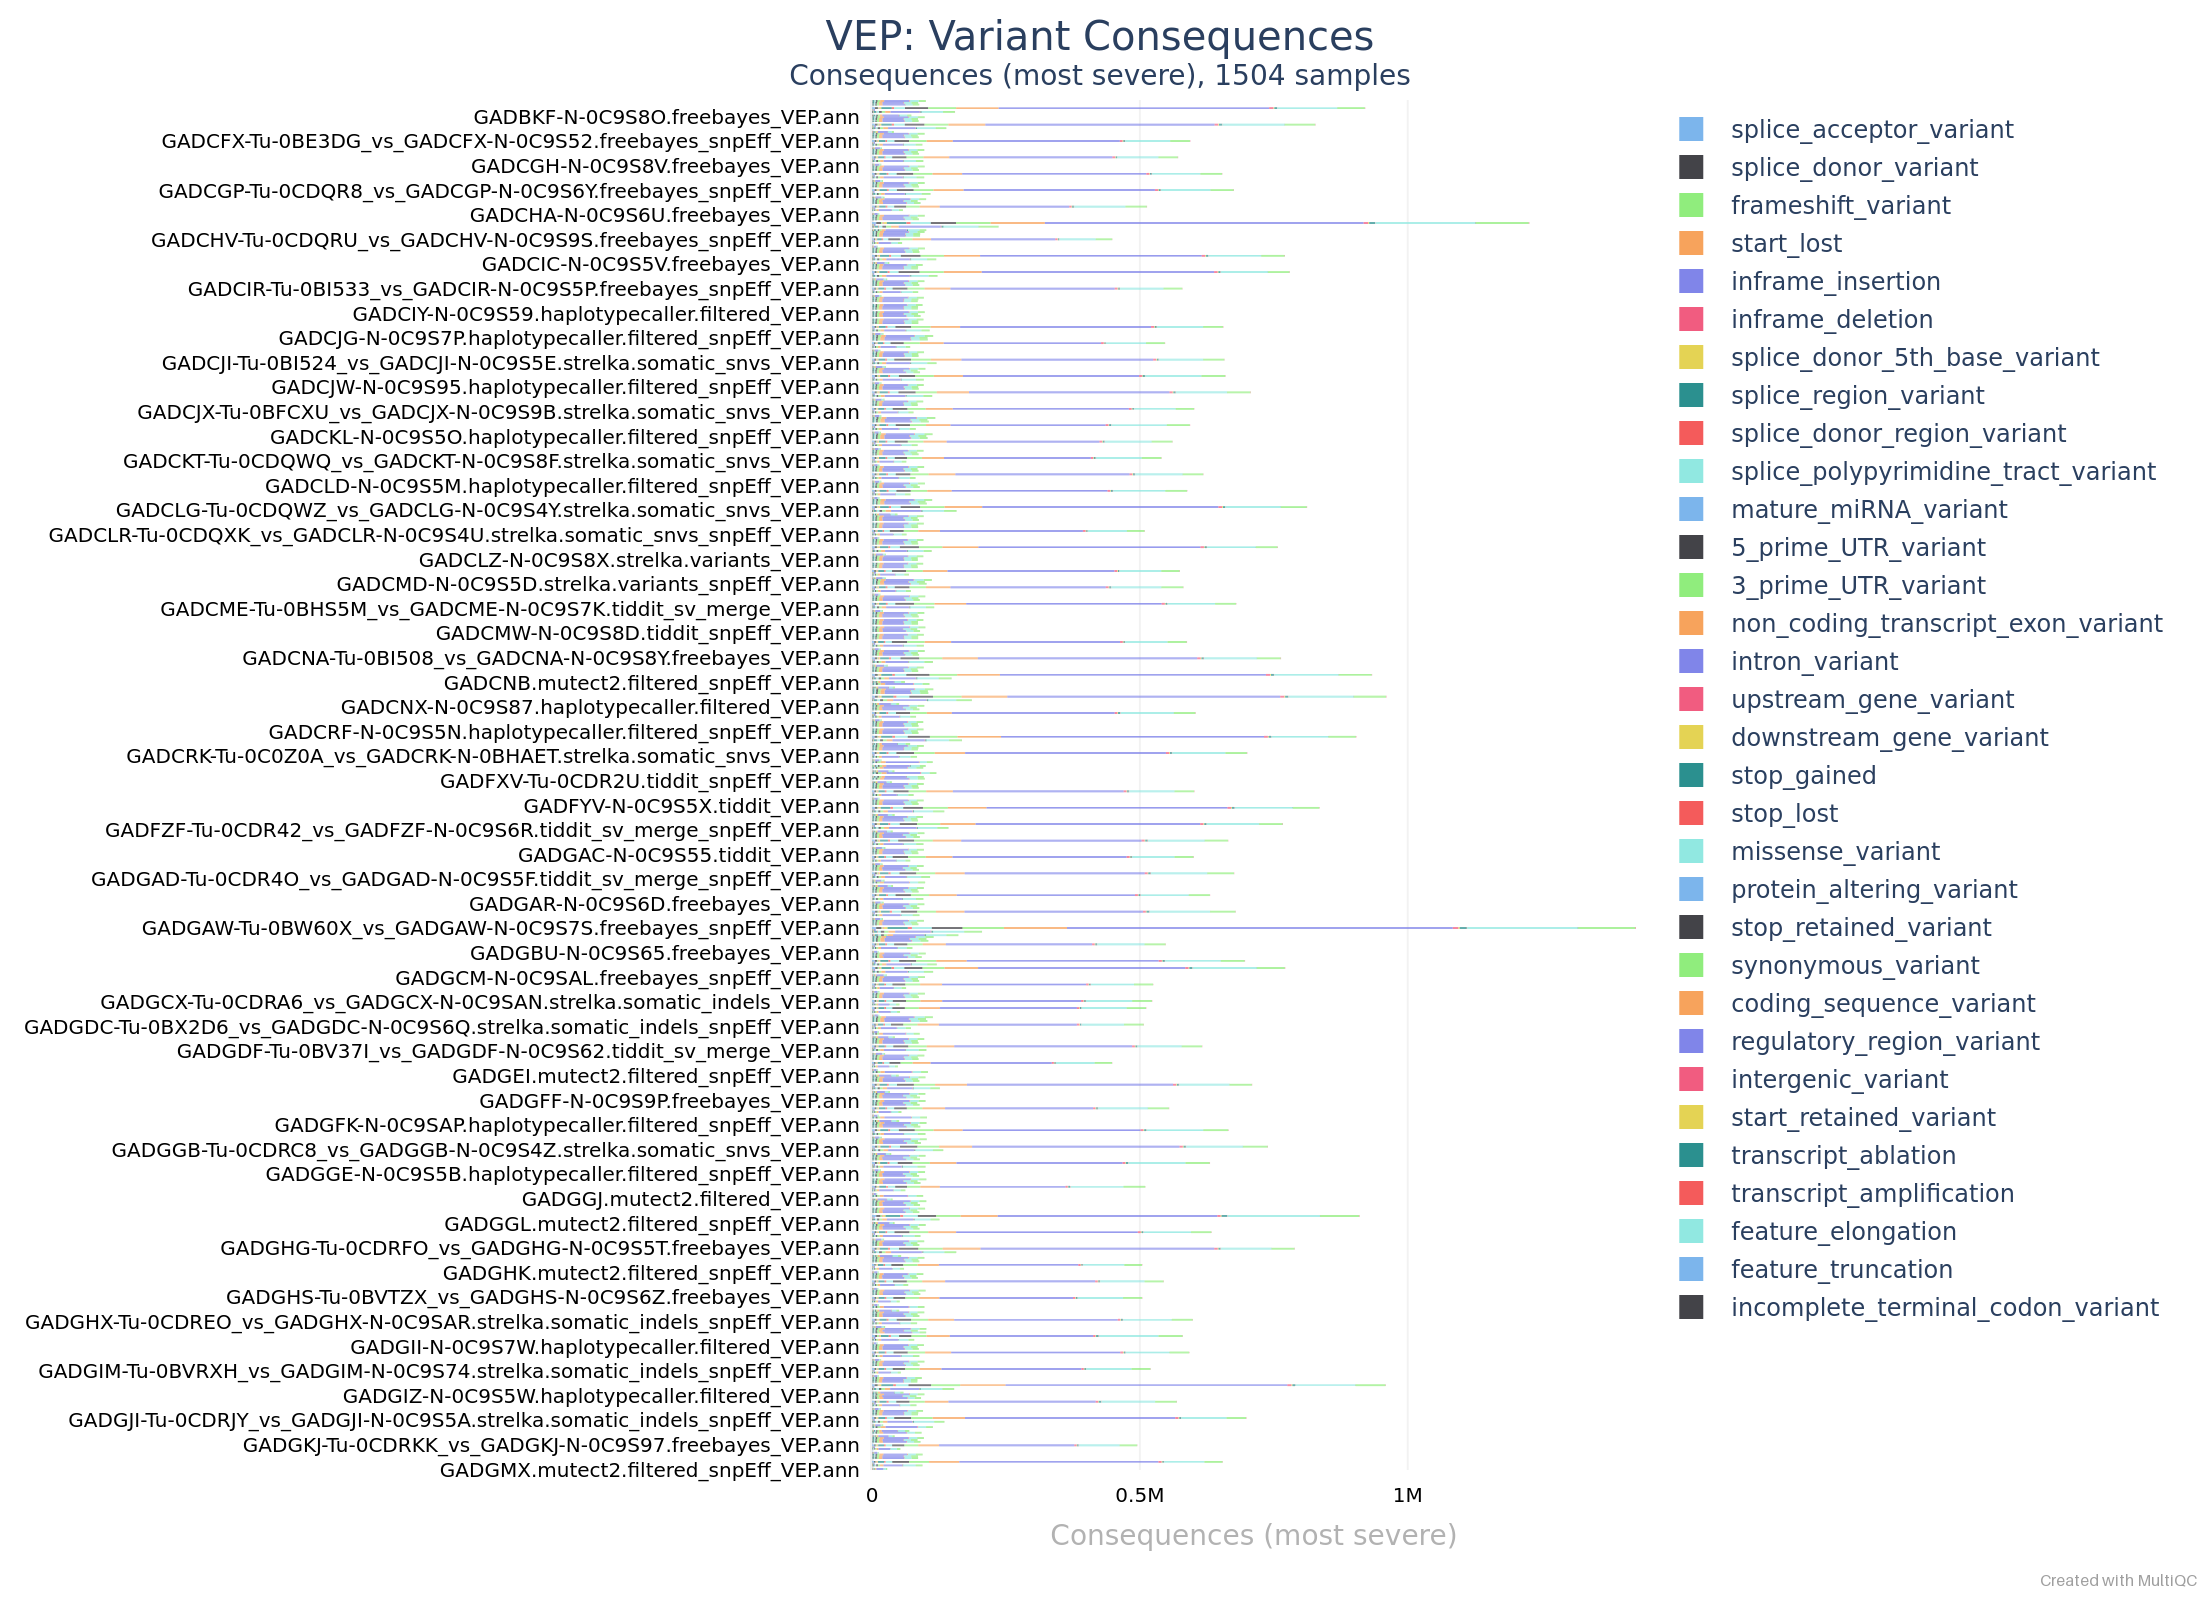 VEP: Variant Consequences
Consequences (most severe), 1504 samples
GADBKF-N-0C9S8O.freebayes_VEP.ann
GADCFX-Tu-0BE3DG_vs_GADCFX-N-0C9S52.freebayes_snpEff_VEP.ann
GADCGH-N-0C9S8V.freebayes_VEP.ann
GADCGP-Tu-0CDQR8_vs_GADCGP-N-0C9S6Y.freebayes_snpEff_VEP.ann
GADCHA-N-0C9S6U.freebayes_VEP.ann
GADCHV-Tu-0CDQRU_vs_GADCHV-N-0C9S9S.freebayes_snpEff_VEP.ann
GADCIC-N-0C9S5V.freebayes_VEP.ann
GADCIR-Tu-0BI533_vs_GADCIR-N-0C9S5P.freebayes_snpEff_VEP.ann
GADCIY-N-0C9S59.haplotypecaller.filtered_VEP.ann
GADCJG-N-0C9S7P.haplotypecaller.filtered_snpEff_VEP.ann
GADCJI-Tu-0BI524_vs_GADCJI-N-0C9S5E.strelka.somatic_snvs_VEP.ann
GADCJW-N-0C9S95.haplotypecaller.filtered_snpEff_VEP.ann
GADCJX-Tu-0BFCXU_vs_GADCJX-N-0C9S9B.strelka.somatic_snvs_VEP.ann
GADCKL-N-0C9S5O.haplotypecaller.filtered_snpEff_VEP.ann
GADCKT-Tu-0CDQWQ_vs_GADCKT-N-0C9S8F.strelka.somatic_snvs_VEP.ann
GADCLD-N-0C9S5M.haplotypecaller.filtered_snpEff_VEP.ann
GADCLG-Tu-0CDQWZ_vs_GADCLG-N-0C9S4Y.strelka.somatic_snvs_VEP.ann
GADCLR-Tu-0CDQXK_vs_GADCLR-N-0C9S4U.strelka.somatic_snvs_snpEff_VEP.ann
GADCLZ-N-0C9S8X.strelka.variants_VEP.ann
GADCMD-N-0C9S5D.strelka.variants_snpEff_VEP.ann
GADCME-Tu-0BHS5M_vs_GADCME-N-0C9S7K.tiddit_sv_merge_VEP.ann
GADCMW-N-0C9S8D.tiddit_snpEff_VEP.ann
GADCNA-Tu-0BI508_vs_GADCNA-N-0C9S8Y.freebayes_VEP.ann
GADCNB.mutect2.filtered_snpEff_VEP.ann
GADCNX-N-0C9S87.haplotypecaller.filtered_VEP.ann
GADCRF-N-0C9S5N.haplotypecaller.filtered_snpEff_VEP.ann
GADCRK-Tu-0C0Z0A_vs_GADCRK-N-0BHAET.strelka.somatic_snvs_VEP.ann
GADFXV-Tu-0CDR2U.tiddit_snpEff_VEP.ann
GADFYV-N-0C9S5X.tiddit_VEP.ann
GADFZF-Tu-0CDR42_vs_GADFZF-N-0C9S6R.tiddit_sv_merge_snpEff_VEP.ann
GADGAC-N-0C9S55.tiddit_VEP.ann
GADGAD-Tu-0CDR4O_vs_GADGAD-N-0C9S5F.tiddit_sv_merge_snpEff_VEP.ann
GADGAR-N-0C9S6D.freebayes_VEP.ann
GADGAW-Tu-0BW60X_vs_GADGAW-N-0C9S7S.freebayes_snpEff_VEP.ann
GADGBU-N-0C9S65.freebayes_VEP.ann
GADGCM-N-0C9SAL.freebayes_snpEff_VEP.ann
GADGCX-Tu-0CDRA6_vs_GADGCX-N-0C9SAN.strelka.somatic_indels_VEP.ann
GADGDC-Tu-0BX2D6_vs_GADGDC-N-0C9S6Q.strelka.somatic_indels_snpEff_VEP.ann
GADGDF-Tu-0BV37I_vs_GADGDF-N-0C9S62.tiddit_sv_merge_VEP.ann
GADGEI.mutect2.filtered_snpEff_VEP.ann
GADGFF-N-0C9S9P.freebayes_VEP.ann
GADGFK-N-0C9SAP.haplotypecaller.filtered_snpEff_VEP.ann
GADGGB-Tu-0CDRC8_vs_GADGGB-N-0C9S4Z.strelka.somatic_snvs_VEP.ann
GADGGE-N-0C9S5B.haplotypecaller.filtered_snpEff_VEP.ann
GADGGJ.mutect2.filtered_VEP.ann
GADGGL.mutect2.filtered_snpEff_VEP.ann
GADGHG-Tu-0CDRFO_vs_GADGHG-N-0C9S5T.freebayes_VEP.ann
GADGHK.mutect2.filtered_snpEff_VEP.ann
GADGHS-Tu-0BVTZX_vs_GADGHS-N-0C9S6Z.freebayes_VEP.ann
GADGHX-Tu-0CDREO_vs_GADGHX-N-0C9SAR.strelka.somatic_indels_snpEff_VEP.ann
GADGII-N-0C9S7W.haplotypecaller.filtered_VEP.ann
GADGIM-Tu-0BVRXH_vs_GADGIM-N-0C9S74.strelka.somatic_indels_snpEff_VEP.ann
GADGIZ-N-0C9S5W.haplotypecaller.filtered_VEP.ann
GADGJI-Tu-0CDRJY_vs_GADGJI-N-0C9S5A.strelka.somatic_indels_snpEff_VEP.ann
GADGKJ-Tu-0CDRKK_vs_GADGKJ-N-0C9S97.freebayes_VEP.ann
GADGMX.mutect2.filtered_snpEff_VEP.ann
0
0.5M
1M
Consequences (most severe)
splice_acceptor_variant
splice_donor_variant
frameshift_variant
start_lost
inframe_insertion
inframe_deletion
splice_donor_5th_base_variant
splice_region_variant
splice_donor_region_variant
splice_polypyrimidine_tract_variant
mature_miRNA_variant
5_prime_UTR_variant
3_prime_UTR_variant
non_coding_transcript_exon_variant
intron_variant
upstream_gene_variant
downstream_gene_variant
stop_gained
stop_lost
missense_variant
protein_altering_variant
stop_retained_variant
synonymous_variant
coding_sequence_variant
regulatory_region_variant
intergenic_variant
start_retained_variant
transcript_ablation
transcript_amplification
feature_elongation
feature_truncation
incomplete_terminal_codon_variant
Created with MultiQC